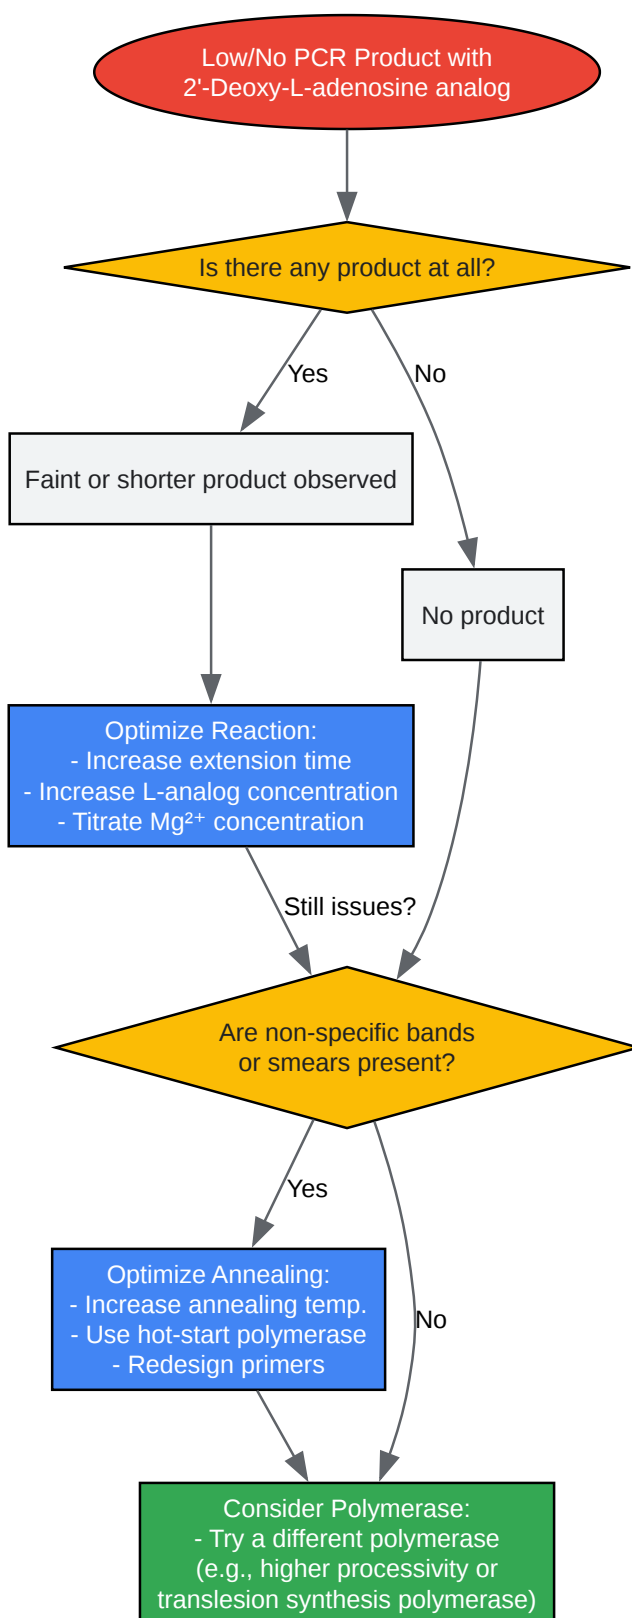 Low/No PCR Product with
2'-Deoxy-L-adenosine analog
Is there any product at all?
Yes
No
Faint or shorter product observed
No product
Optimize Reaction:
- Increase extension time
- Increase L-analog concentration
- Titrate Mg²⁺ concentration
Still issues?
Are non-specific bands
or smears present?
Yes
Optimize Annealing:
- Increase annealing temp.
- Use hot-start polymerase
- Redesign primers
No
Consider Polymerase:
- Try a different polymerase
(e.g., higher processivity or
translesion synthesis polymerase)